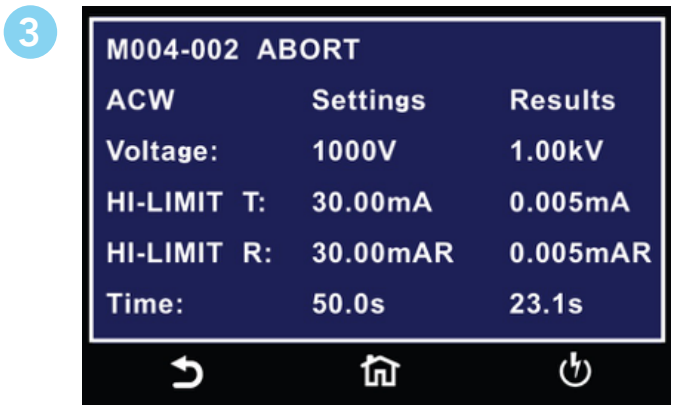 3
M004-002 ABORT
ACW Settings Results
Voltage: 1000V 1.00kV
HI-LIMIT T: 30.00mA 0.005mA
HI-LIMIT R: 30.00mAR 0.005mAR
Time: 50.0s 23.1s